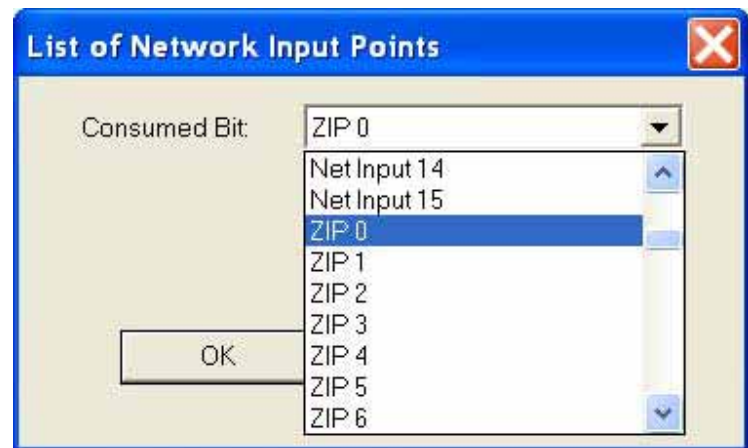 List of Network Input Points
Consumed Bit: ZIP 0
Net Input 14
Net Input 15
ZIP 0
ZIP 1
ZIP 2
ZIP 3
OK
ZIP 4
ZIP 5
ZIP 6